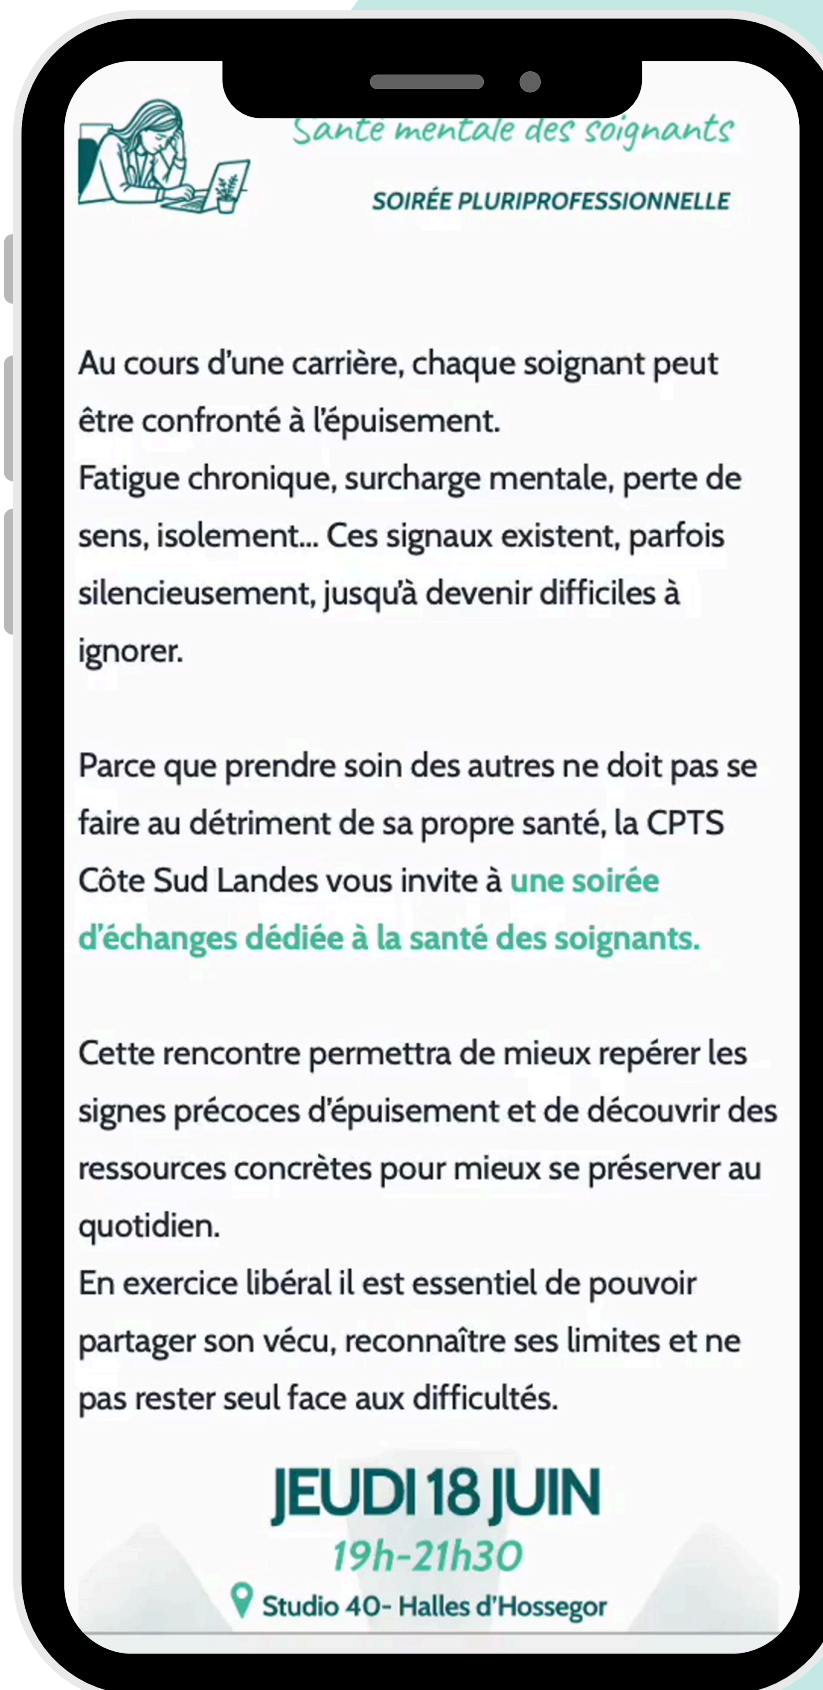 Santé mentale des soignants
SOIRÉE PLURIPROFESSIONNELLE
Au cours d'une carrière, chaque soignant peut
être confronté à l'épuisement.
Fatigue chronique, surcharge mentale, perte de
sens, isolement... Ces signaux existent, parfois
silencieusement, jusqu'à devenir difficiles à
ignorer.
Parce que prendre soin des autres ne doit pas se
faire au détriment de sa propre santé, la CPTS
Côte Sud Landes vous invite à une soirée
d'échanges dédiée à la santé des soignants.
Cette rencontre permettra de mieux repérer les
signes précoces d'épuisement et de découvrir des
ressources concrètes pour mieux se préserver au
quotidien.
En exercice libéral il est essentiel de pouvoir
partager son vécu, reconnaître ses limites et ne
pas rester seul face aux difficultés.
JEUDI 18 JUIN
19h-21h30
Studio 40- Halles d'Hossegor